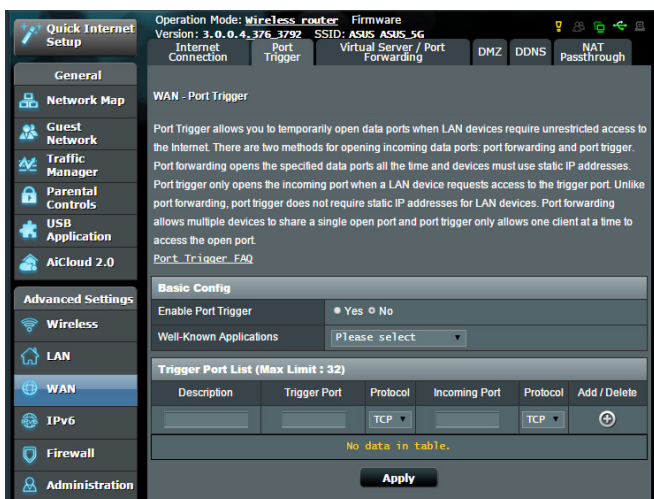 Quick Internet
Setup
General
Network Map
Guest
Network
Traffic
Manager
Parental
Controls
USB
Application
AiCloud 2.0
Advanced Settings
Wireless
LAN
WAN
IPv6
Firewall
Administration
Operation Mode: Wireless router Firmware
Version: 3.0.0.4_376_3792 SSID: ASUS ASUS_5G
Internet
Connection
Port
Trigger
Virtual Server / Port
Forwarding
DMZ
DDNS
NAT
Passthrough
WAN - Port Trigger
Port Trigger allows you to temporarily open data ports when LAN devices require unrestricted access to
the Internet. There are two methods for opening incoming data ports: port forwarding and port trigger.
Port forwarding opens the specified data ports all the time and devices must use static IP addresses.
Port trigger only opens the incoming port when a LAN device requests access to the trigger port. Unlike
port forwarding, port trigger does not require static IP addresses for LAN devices. Port forwarding
allows multiple devices to share a single open port and port trigger only allows one client at a time to
access the open port.
Port Trigger FAQ
Basic Config
Enable Port Trigger Yes No
Well-Known Applications Please select
Trigger Port List (Max Limit : 32)
Description Trigger Port Protocol Incoming Port Protocol Add / Delete
TCP TCP
No data in table.
Apply